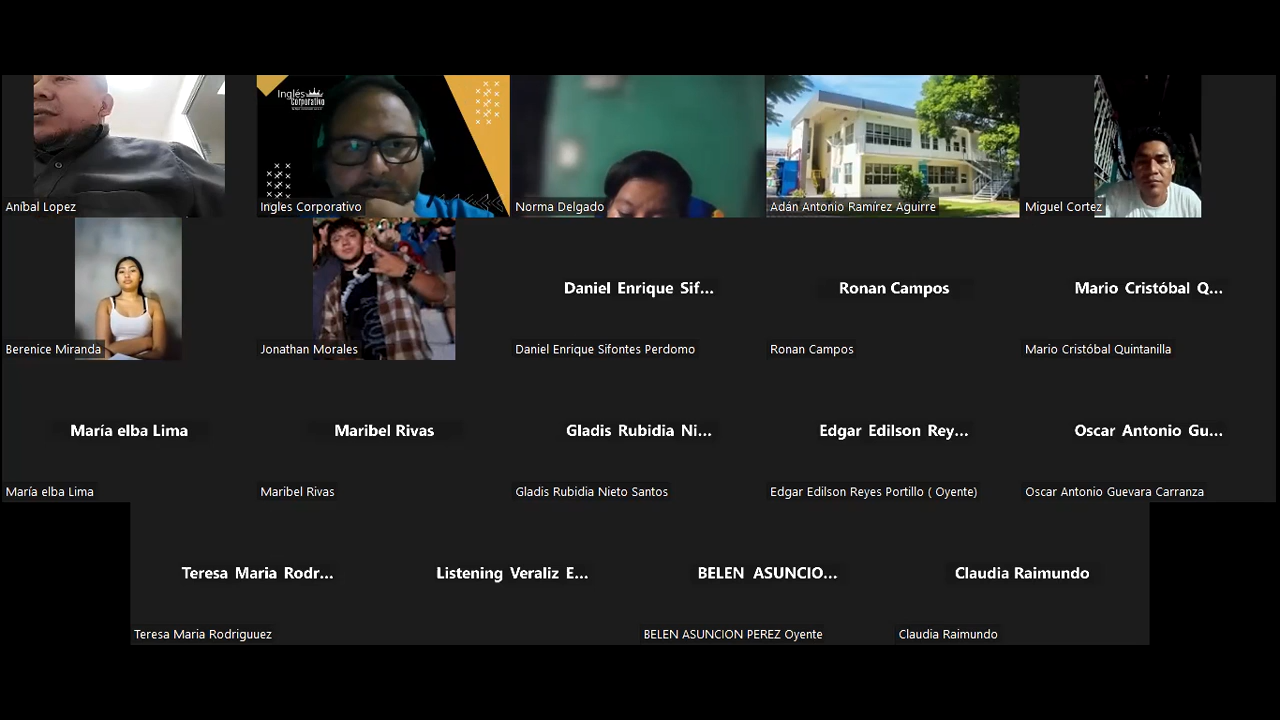 Inglés
Corporativo
Aníbal Lopez
Ingles Corporativo
Norma Delgado
Adán Antonio Ramírez Aguirre
Miguel Cortez
Berenice Miranda
Jonathan Morales
Daniel Enrique Sif...
Daniel Enrique Sifontes Perdomo
Ronan Campos
Ronan Campos
Mario Cristóbal Q...
Mario Cristóbal Quintanilla
María elba Lima
María elba Lima
Maribel Rivas
Maribel Rivas
Gladis Rubidia Ni...
Gladis Rubidia Nieto Santos
Edgar Edilson Rey...
Edgar Edilson Reyes Portillo ( Oyente)
Oscar Antonio Gu...
Oscar Antonio Guevara Carranza
Teresa Maria Rodr...
Teresa Maria Rodriguuez
Listening Veraliz E...
BELEN ASUNCIO...
BELEN ASUNCION PEREZ Oyente
Claudia Raimundo
Claudia Raimundo